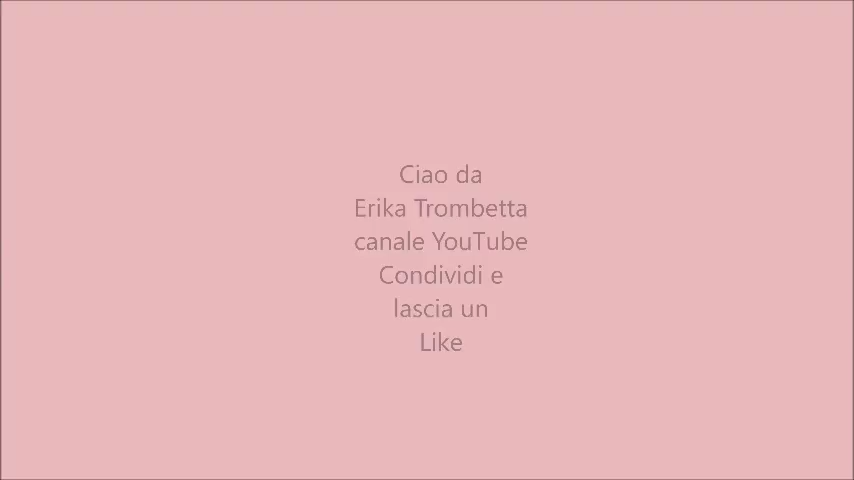 Ciao da
Erika Trombetta
canale YouTube
Condividi e
lascia un
Like